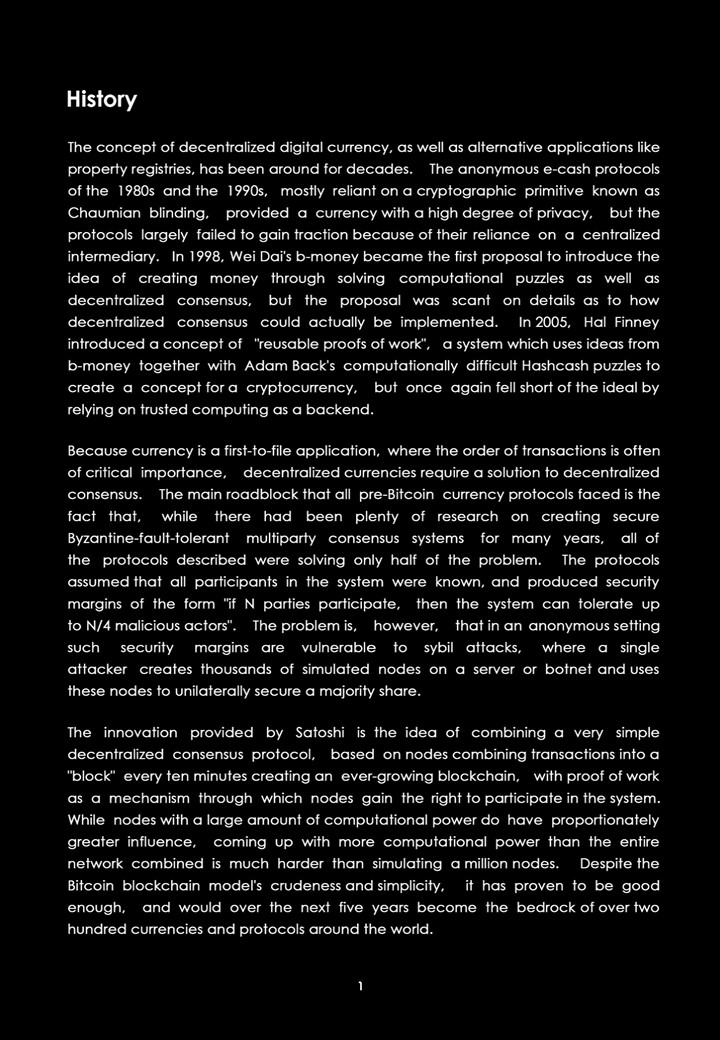 History
The concept of decentralized digital currency, as well as alternative applications like
property registries, has been around for decades. The anonymous e-cash protocols
of the 1980s and the 1990s, mostly reliant on a cryptographic primitive known as
Chaumian blinding, provided a currency with a high degree of privacy, but the
protocols largely failed to gain traction because of their reliance on a centralized
intermediary. In 1998, Wei Dai's b-money became the first proposal to introduce the
idea of creating money through solving computational puzzles as well as
decentralized consensus, but the proposal was scant on details as to how
decentralized consensus could actually be implemented. In 2005, Hal Finney
introduced a concept of "reusable proofs of work", a system which uses ideas from
b-money together with Adam Back's computationally difficult Hashcash puzzles to
create a concept for a cryptocurrency, but once again fell short of the ideal by
relying on trusted computing as a backend.
Because currency is a first-to-file application, where the order of transactions is often
of critical importance, decentralized currencies require a solution to decentralized
consensus. The main roadblock that all pre-Bitcoin currency protocols faced is the
fact that, while there had been plenty of research on creating secure
Byzantine-fault-tolerant multiparty consensus systems for many years, all of
the protocols described were solving only half of the problem. The protocols
assumed that all participants in the system were known, and produced security
margins of the form "if N parties participate, then the system can tolerate up
to N/4 malicious actors". The problem is, however, that in an anonymous setting
such security margins are vulnerable to sybil attacks, where a single
attacker creates thousands of simulated nodes on a server or botnet and uses
these nodes to unilaterally secure a majority share.
The innovation provided by Satoshi is the idea of combining a very simple
decentralized consensus protocol, based on nodes combining transactions into a
"block" every ten minutes creating an ever-growing blockchain, with proof of work
as a mechanism through which nodes gain the right to participate in the system.
While nodes with a large amount of computational power do have proportionately
greater influence, coming up with more computational power than the entire
network combined is much harder than simulating a million nodes. Despite the
Bitcoin blockchain model's crudeness and simplicity, it has proven to be good
enough, and would over the next five years become the bedrock of over two
hundred currencies and protocols around the world.
1